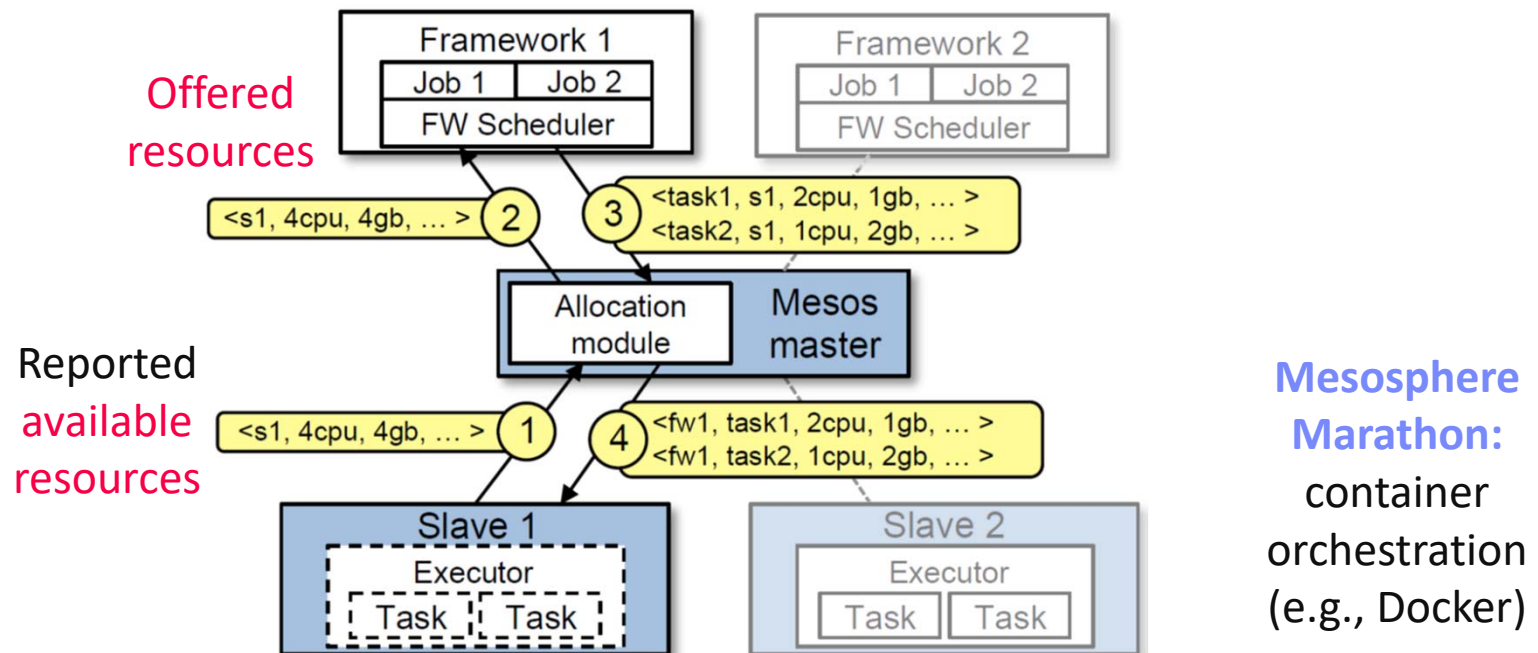 Framework 1
Job 1
Job 2
FW Scheduler
Framework 2
Job 1
Job 2
FW Scheduler
Offered
resources
<s1, 4cpu, 4gb, … >
2
3
<task1, s1, 2cpu, 1gb, … >
<task2, s1, 1cpu, 2gb, … >
Allocation
module
Mesos
master
Reported
available
resources
<s1, 4cpu, 4gb, … >
1
4
<fw1, task1, 2cpu, 1gb, … >
<fw1, task2, 1cpu, 2gb, … >
Mesosphere
Marathon:
container
orchestration
(e.g., Docker)
Slave 1
Executor
Task
Task
Slave 2
Executor
Task
Task